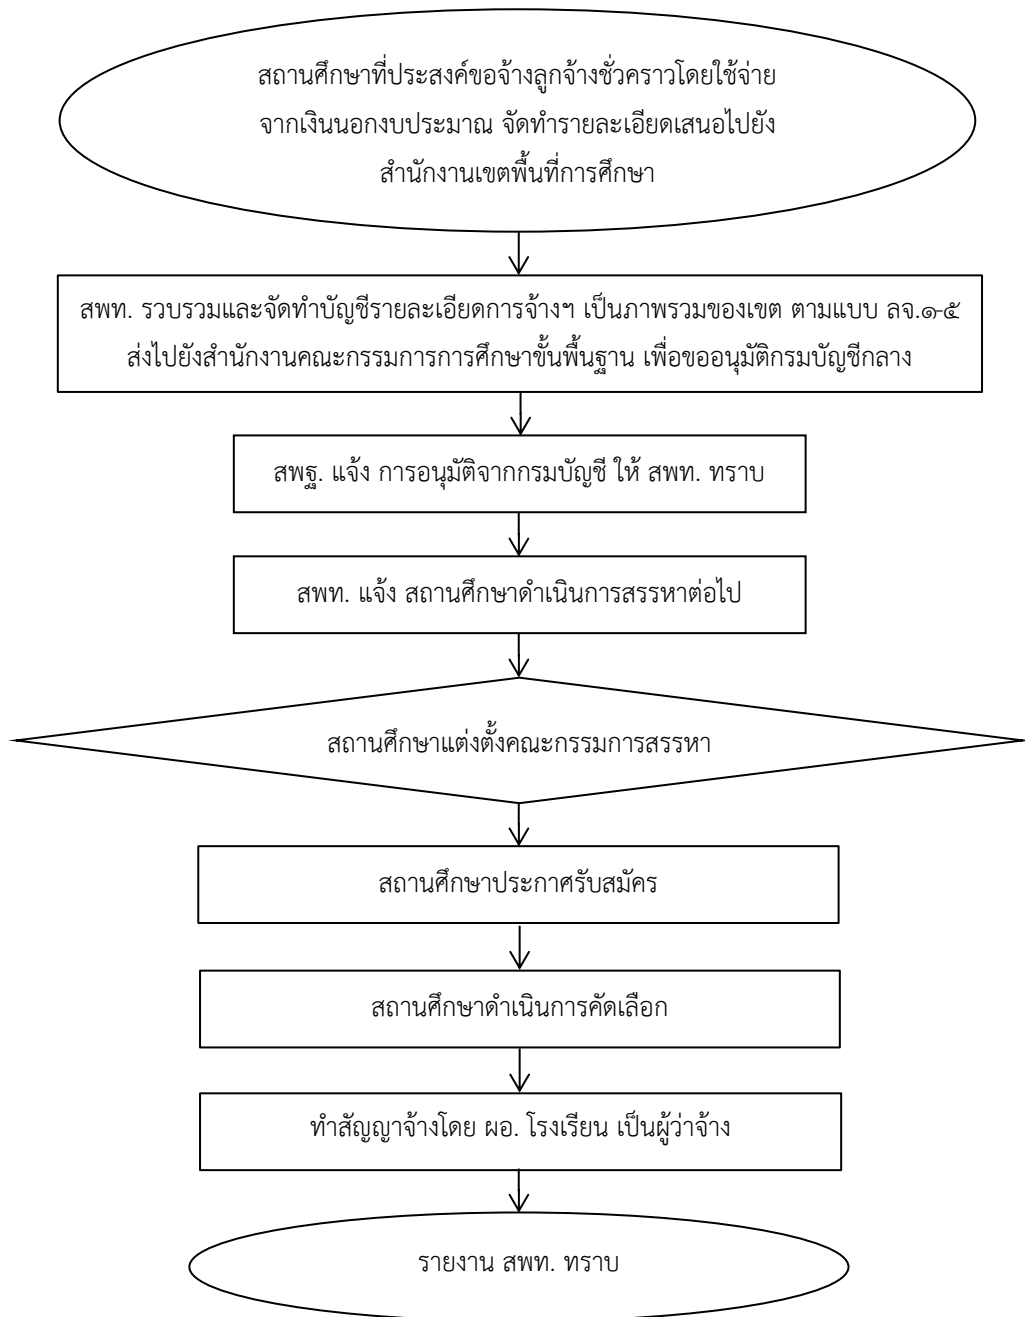 สถานศึกษาที่ประสงค์ขอจ้างลูกจ้างชั่วคราวโดยใช้จ่าย
จากเงินนอกงบประมาณ จัดทำรายละเอียดเสนอไปยัง
สำนักงานเขตพื้นที่การศึกษา
สพท. รวบรวมและจัดทำบัญชีรายละเอียดการจ้างฯ เป็นภาพรวมของเขต ตามแบบ ลจ.๑-๕
ส่งไปยังสำนักงานคณะกรรมการการศึกษาขั้นพื้นฐาน เพื่อขออนุมัติกรมบัญชีกลาง
สพฐ. แจ้ง การอนุมัติจากกรมบัญชี ให้ สพท. ทราบ
สพท. แจ้ง สถานศึกษาดำเนินการสรรหาต่อไป
สถานศึกษาแต่งตั้งคณะกรรมการสรรหา
สถานศึกษาประกาศรับสมัคร
สถานศึกษาดำเนินการคัดเลือก
ทำสัญญาจ้างโดย ผอ. โรงเรียน เป็นผู้ว่าจ้าง
รายงาน สพท. ทราบ